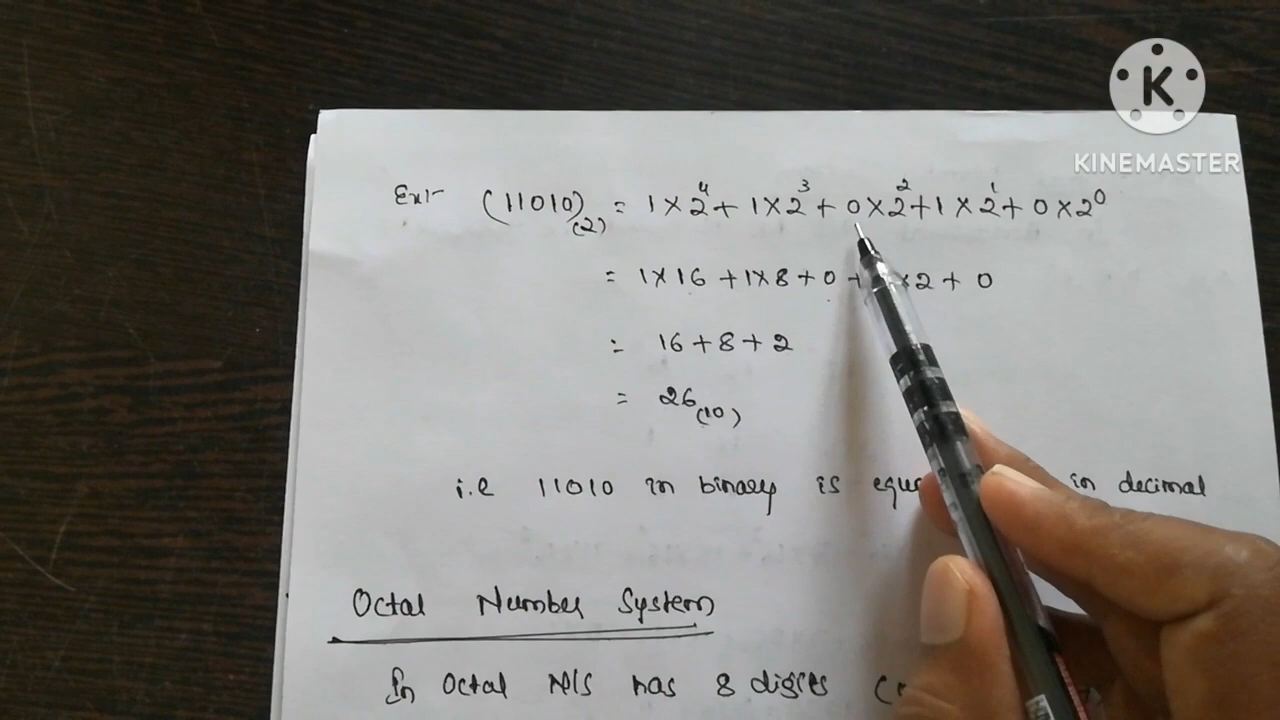 K
KINEMASTER
Ex:- (11010)₍₂₎ = 1×2⁴ + 1×2³ + 0×2² + 1×2¹ + 0×2⁰
= 1×16 + 1×8 + 0 + ×2 + 0
= 16 + 8 + 2
= 26₍₁₀₎
i.e 11010 in binary is in decimal
Octal Number System
In Octal N/S has 8 digits (